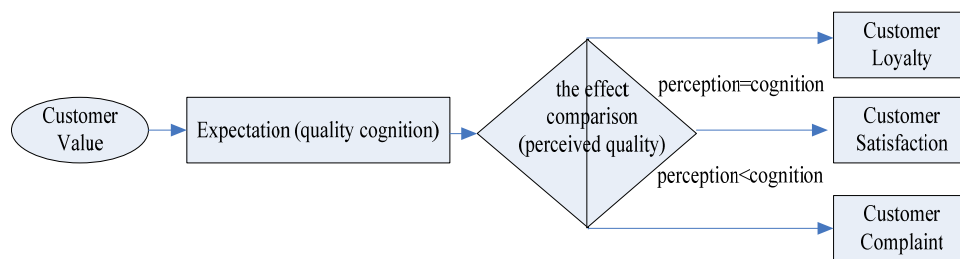 Customer
Value
Expectation (quality cognition)
the effect
comparison
(perceived quality)
Customer
Loyalty
perception=cognition
Customer
Satisfaction
perception<cognition
Customer
Complaint